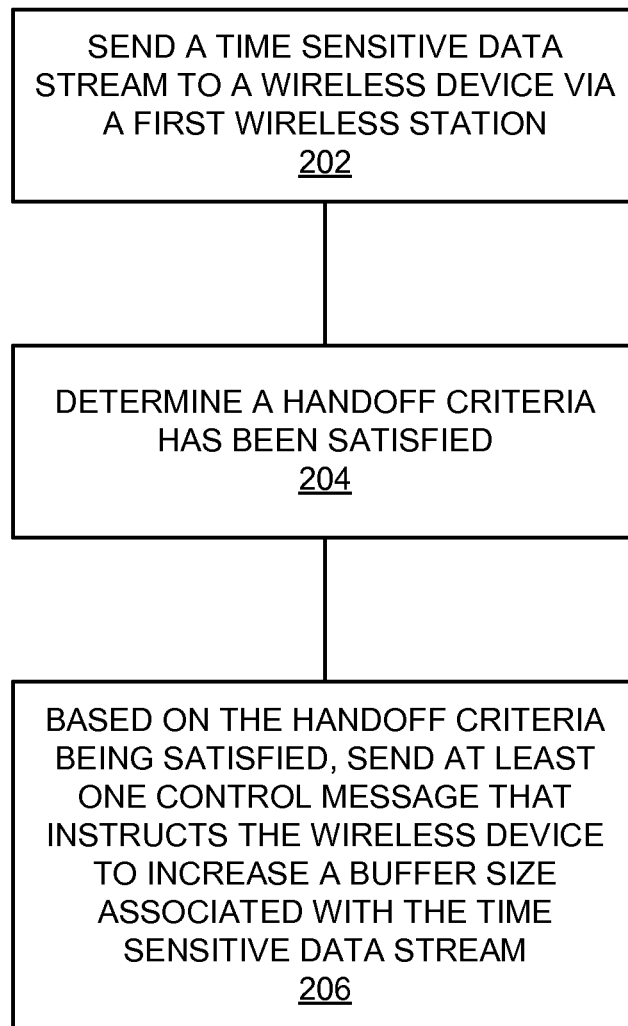 SEND A TIME SENSITIVE DATA
STREAM TO A WIRELESS DEVICE VIA
A FIRST WIRELESS STATION
202
DETERMINE A HANDOFF CRITERIA
HAS BEEN SATISFIED
204
BASED ON THE HANDOFF CRITERIA
BEING SATISFIED, SEND AT LEAST
ONE CONTROL MESSAGE THAT
INSTRUCTS THE WIRELESS DEVICE
TO INCREASE A BUFFER SIZE
ASSOCIATED WITH THE TIME
SENSITIVE DATA STREAM
206